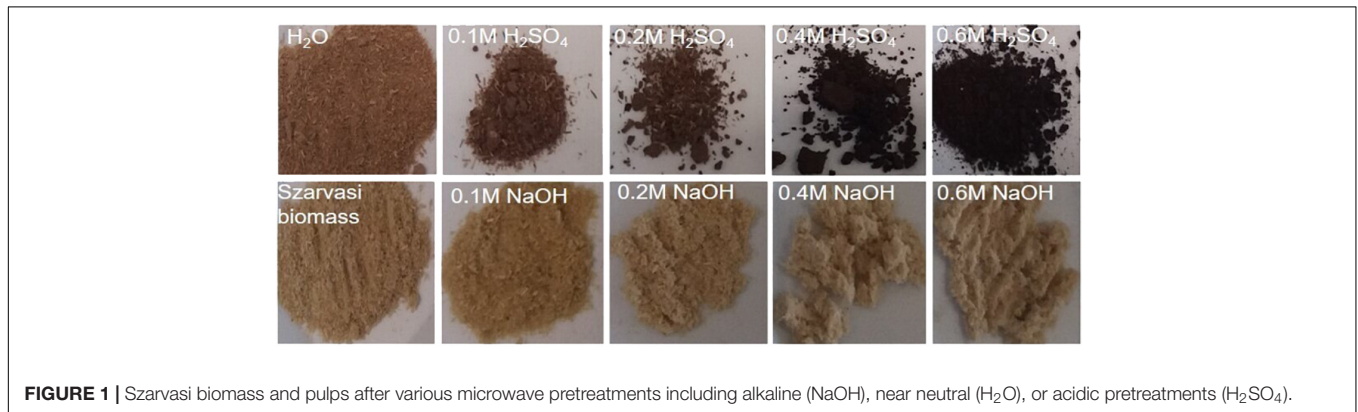 H₂O 0.1M H₂SO₄ 0.2M H₂SO₄ 0.4M H₂SO₄ 0.6M H₂SO₄
Szarvasi
biomass 0.1M NaOH 0.2M NaOH 0.4M NaOH 0.6M NaOH
FIGURE 1 | Szarvasi biomass and pulps after various microwave pretreatments including alkaline (NaOH), near neutral (H₂O), or acidic pretreatments (H₂SO₄).